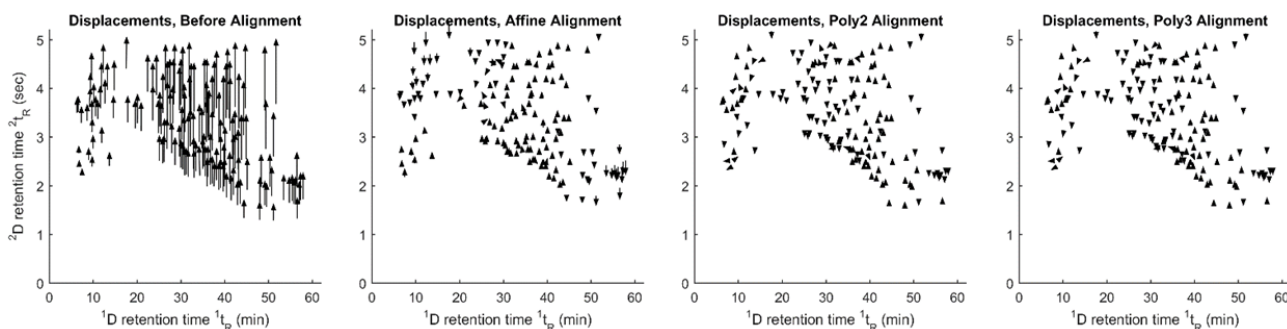 Displacements, Before Alignment
Displacements, Affine Alignment
Displacements, Poly2 Alignment
Displacements, Poly3 Alignment
²D retention time ²t_R (sec)
5
4
3
2
1
0
0 10 20 30 40 50 60
¹D retention time ¹t_R (min)
5
4
3
2
1
0
0 10 20 30 40 50 60
¹D retention time ¹t_R (min)
5
4
3
2
1
0
0 10 20 30 40 50 60
¹D retention time ¹t_R (min)
5
4
3
2
1
0
0 10 20 30 40 50 60
¹D retention time ¹t_R (min)